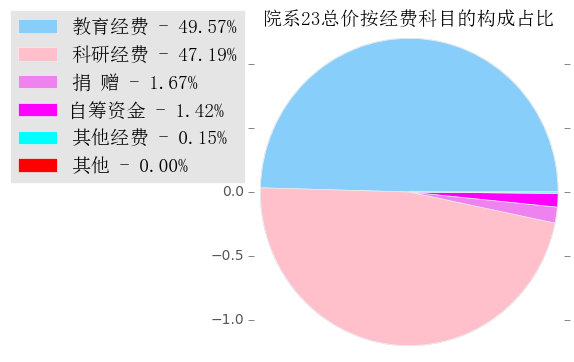 院系23总价按经费科目的构成占比
教育经费 - 49.57%
科研经费 - 47.19%
捐 赠 - 1.67%
自筹资金 - 1.42%
其他经费 - 0.15%
其他 - 0.00%
0.0
−0.5
−1.0